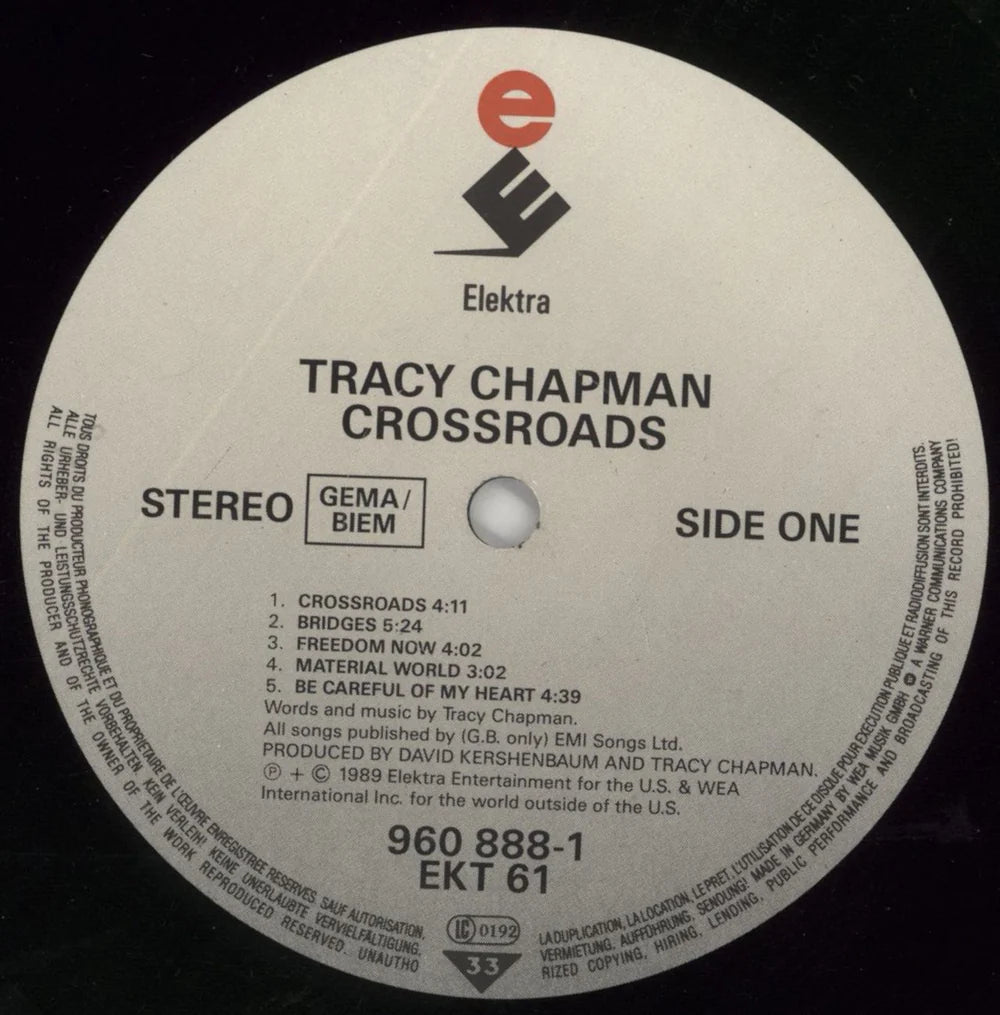 e
E
Elektra
TRACY CHAPMAN
CROSSROADS
STEREO
GEMA/
BIEM
SIDE ONE
1. CROSSROADS 4:11
2. BRIDGES 5:24
3. FREEDOM NOW 4:02
4. MATERIAL WORLD 3:02
5. BE CAREFUL OF MY HEART 4:39
Words and music by Tracy Chapman.
All songs published by (G.B. only) EMI Songs Ltd.
PRODUCED BY DAVID KERSHENBAUM AND TRACY CHAPMAN.
℗ + © 1989 Elektra Entertainment for the U.S. & WEA
International Inc. for the world outside of the U.S.
960 888-1
EKT 61
LC 0192
33
TOUS DROITS DU PRODUCTEUR PHONOGRAPHIQUE ET DU PROPRIETAIRE DE L'ŒUVRE ENREGISTREE RESERVES. SAUF AUTORISATION, LA DUPLICATION, LA LOCATION, LE PRET, L'UTILISATION DE CE DISQUE POUR EXECUTION PUBLIQUE ET RADIODIFFUSION SONT INTERDITS.
ALLE URHEBER- UND LEISTUNGSSCHUTZRECHTE VORBEHALTEN. KEIN VERLEIH! KEINE UNERLAUBTE VERVIELFÄLTIGUNG, VERMIETUNG, AUFFÜHRUNG, SENDUNG! MADE IN GERMANY BY WEA MUSIK GMBH A WARNER COMMUNICATIONS COMPANY
ALL RIGHTS OF THE PRODUCER AND OF THE OWNER OF THE WORK REPRODUCED RESERVED. UNAUTHORIZED COPYING, HIRING, LENDING, PUBLIC PERFORMANCE AND BROADCASTING OF THIS RECORD PROHIBITED!